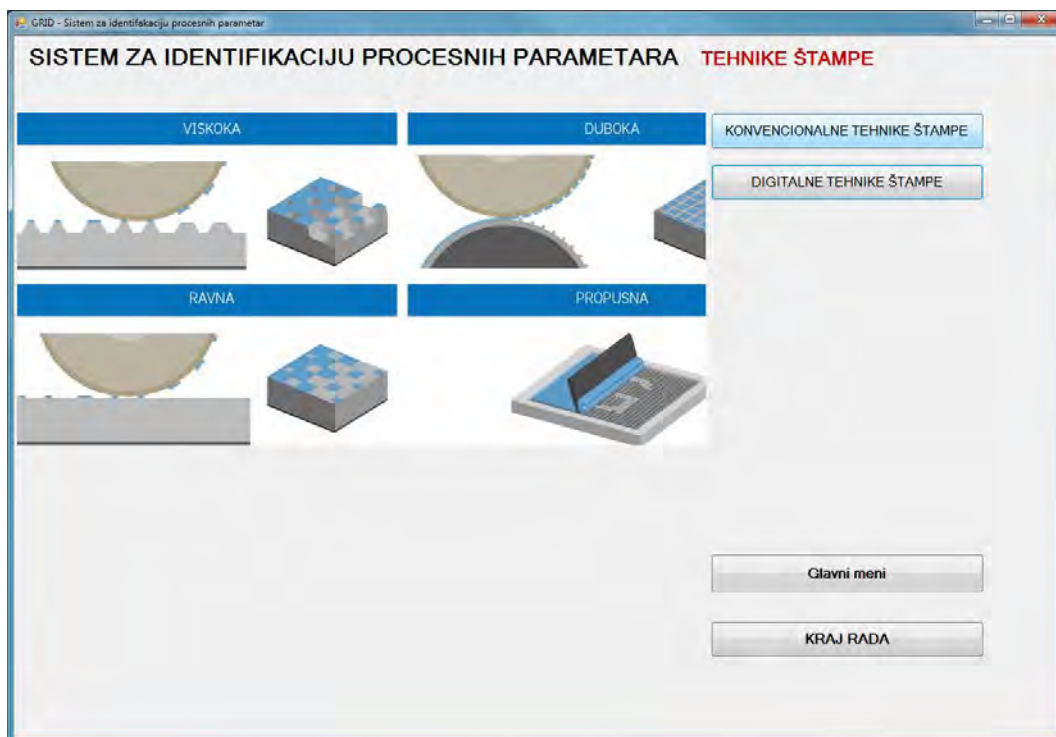 GRID - Sistem za identifakaciju procesnih parametar
SISTEM ZA IDENTIFIKACIJU PROCESNIH PARAMETARA TEHNIKE ŠTAMPE
VISKOKA
DUBOKA
KONVENCIONALNE TEHNIKE ŠTAMPE
DIGITALNE TEHNIKE ŠTAMPE
RAVNA
PROPUSNA
Glavni meni
KRAJ RADA